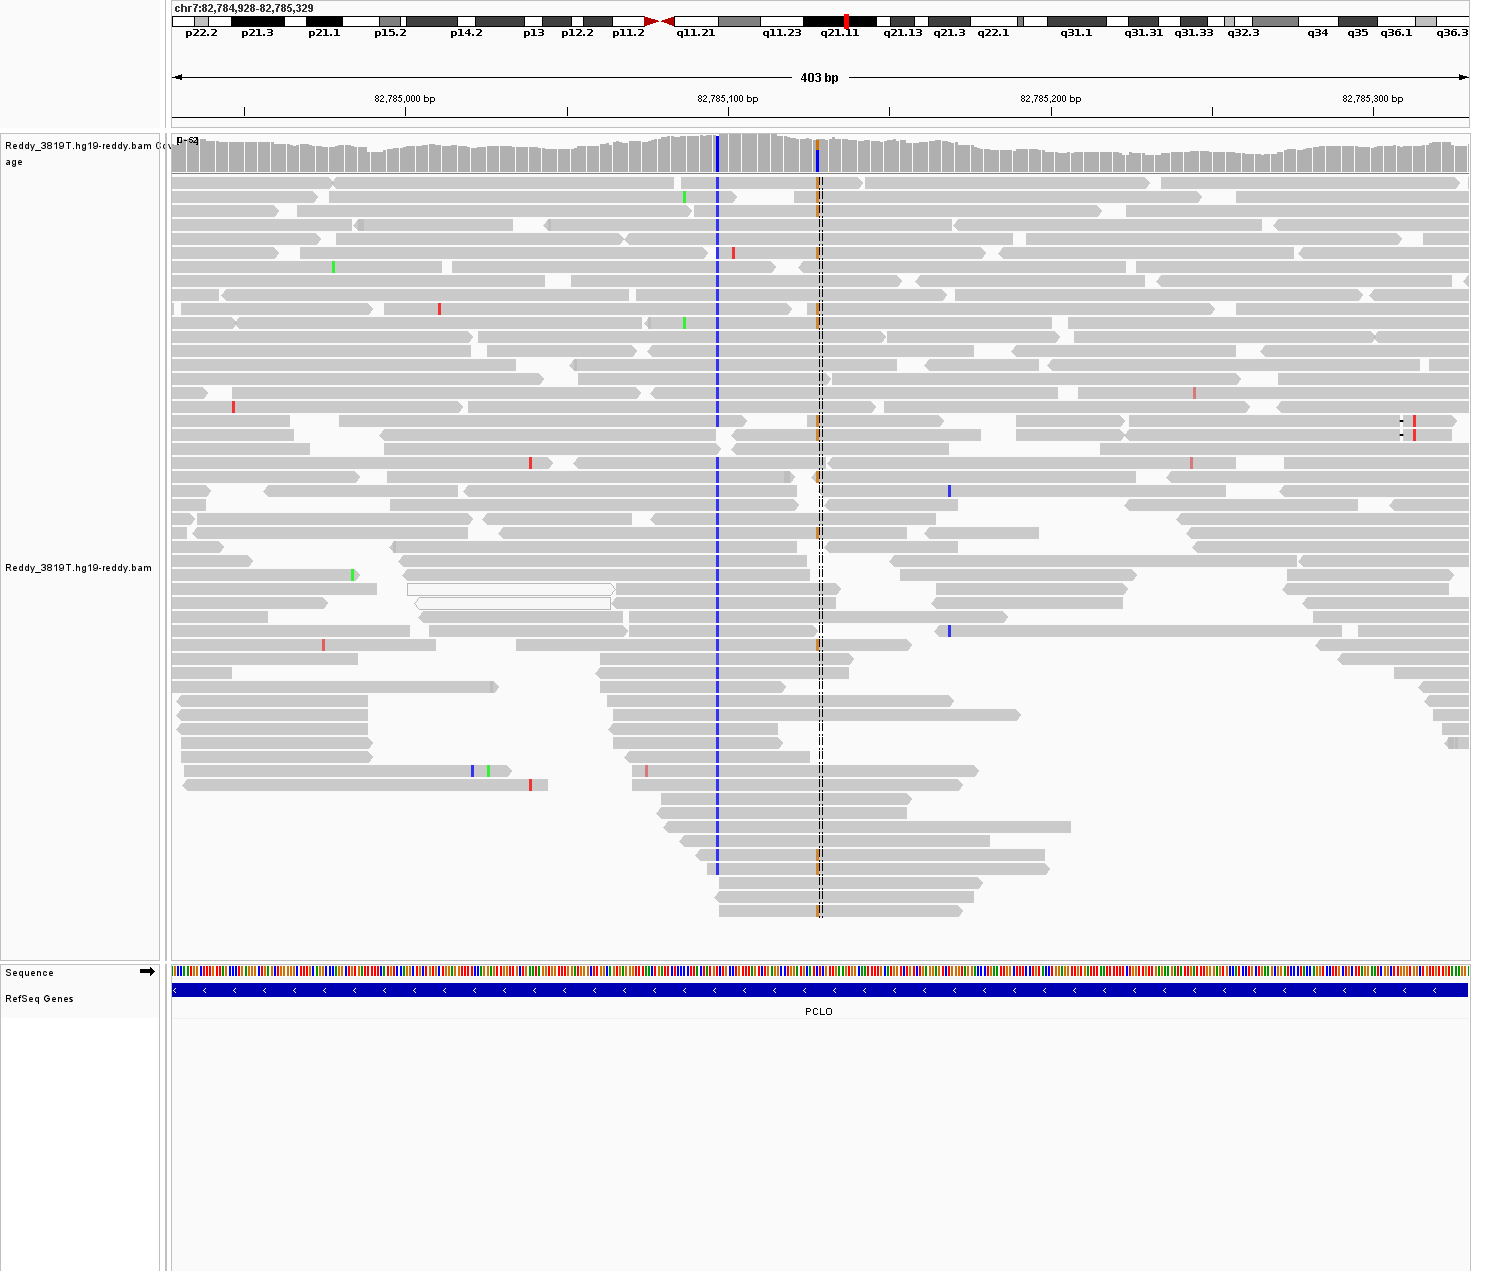 chr7:82,784,928-82,785,329
p22.2 p21.3 p21.1 p15.2 p14.2 p13 p12.2 p11.2 q11.21 q11.23 q21.11 q21.13 q21.3 q22.1 q31.1 q31.31 q31.33 q32.3 q34 q35 q36.1 q36.3
403 bp
82,785,000 bp 82,785,100 bp 82,785,200 bp 82,785,300 bp
Reddy_3819T.hg19-reddy.bam Cov
age
Reddy_3819T.hg19-reddy.bam
Sequence
RefSeq Genes
PCLO